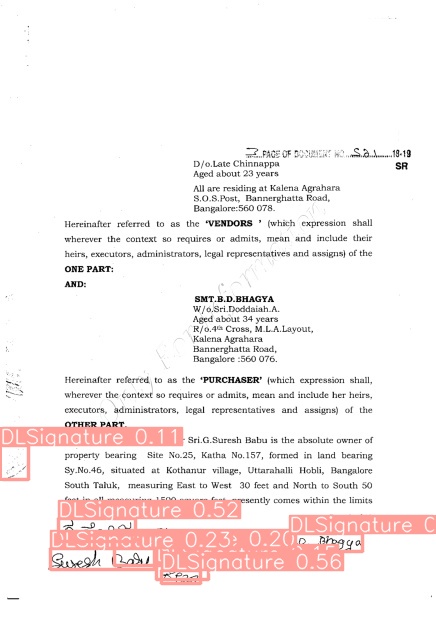 PAGE OF DOCUMENT NO. 521 18-19
SR
D/o.Late Chinnappa
Aged about 23 years
All are residing at Kalena Agrahara
S.O.S.Post, Bannerghatta Road,
Bangalore:560 078.
Hereinafter referred to as the 'VENDORS ' (which expression shall
wherever the context so requires or admits, mean and include their
heirs, executors, administrators, legal representatives and assigns) of the
ONE PART:
AND:
SMT.B.D.BHAGYA
W/o.Sri.Doddaiah.A.
Aged about 34 years
R/o.4th Cross, M.L.A.Layout,
Kalena Agrahara
Bannerghatta Road,
Bangalore :560 076.
Hereinafter referred to as the 'PURCHASER' (which expression shall,
wherever the context so requires or admits, mean and include her heirs,
executors, administrators, legal representatives and assigns) of the
OTHER PART.
DLSignature 0.11
Sri.G.Suresh Babu is the absolute owner of
property bearing Site No.25, Katha No.157, formed in land bearing
Sy.No.46, situated at Kothanur village, Uttarahalli Hobli, Bangalore
South Taluk, measuring East to West 30 feet and North to South 50
feet in all measuring 1500 square feet, presently comes within the limits
DLSignature 0.52
DLSignature 0
DLSignature 0.23
0.20
Bhagya
Suresh Babu
DLSignature 0.56